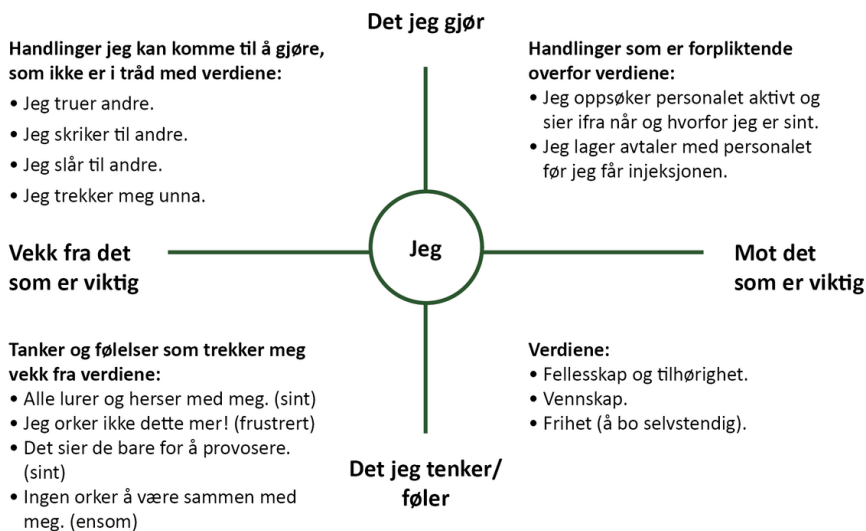 Det jeg gjør
Handlinger jeg kan komme til å gjøre,
som ikke er i tråd med verdiene:
• Jeg truer andre.
• Jeg skriker til andre.
• Jeg slår til andre.
• Jeg trekker meg unna.
Handlinger som er forpliktende
overfor verdiene:
• Jeg oppsøker personalet aktivt og
sier ifra når og hvorfor jeg er sint.
• Jeg lager avtaler med personalet
før jeg får injeksjonen.
Vekk fra det
som er viktig
Jeg
Mot det
som er viktig
Tanker og følelser som trekker meg
vekk fra verdiene:
• Alle lurer og herser med meg. (sint)
• Jeg orker ikke dette mer! (frustrert)
• Det sier de bare for å provosere.
(sint)
• Ingen orker å være sammen med
meg. (ensom)
Verdiene:
• Fellesskap og tilhørighet.
• Vennskap.
• Frihet (å bo selvstendig).
Det jeg tenker/
føler